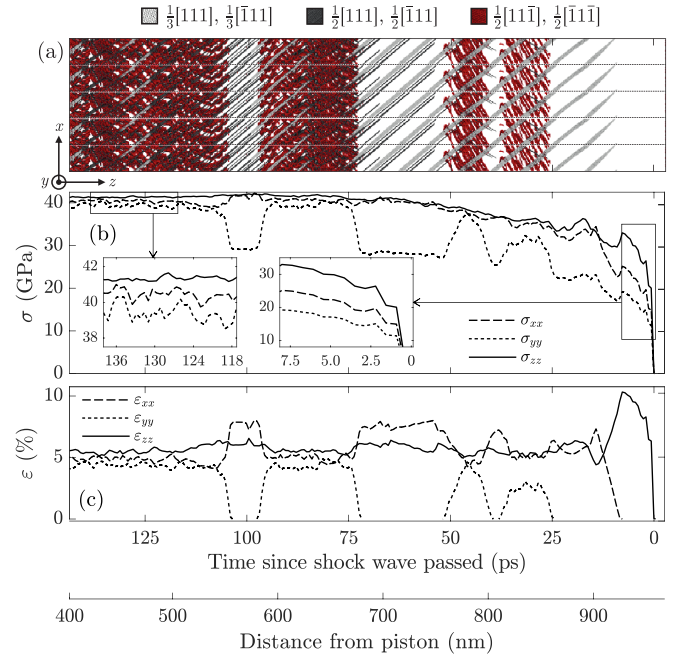 1/3[111], 1/3[1̄11] 1/2[111], 1/2[1̄11] 1/2[111̄], 1/2[1̄11̄]
(a)
x
y z
40
30
20
10
0
σ (GPa)
(b)
42
40
38
136 130 124 118
30
20
10
7.5 5.0 2.5 0
σxx
σyy
σzz
10
5
0
ε (%)
εxx
εyy
εzz
(c)
125 100 75 50 25 0
Time since shock wave passed (ps)
400 500 600 700 800 900
Distance from piston (nm)